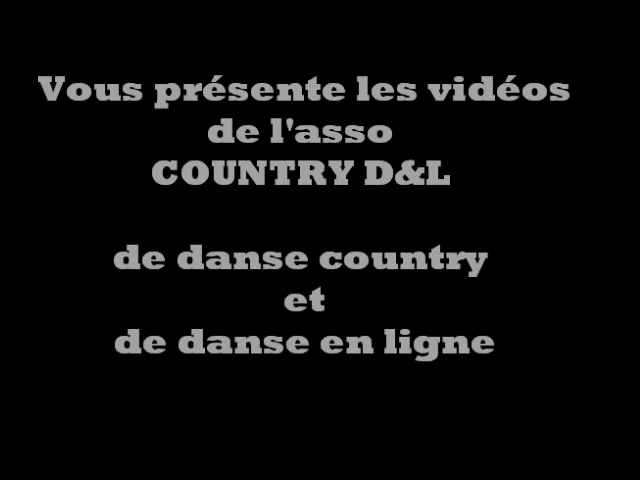 Vous présente les vidéos
de l'asso
COUNTRY D&L
de danse country
et
de danse en ligne